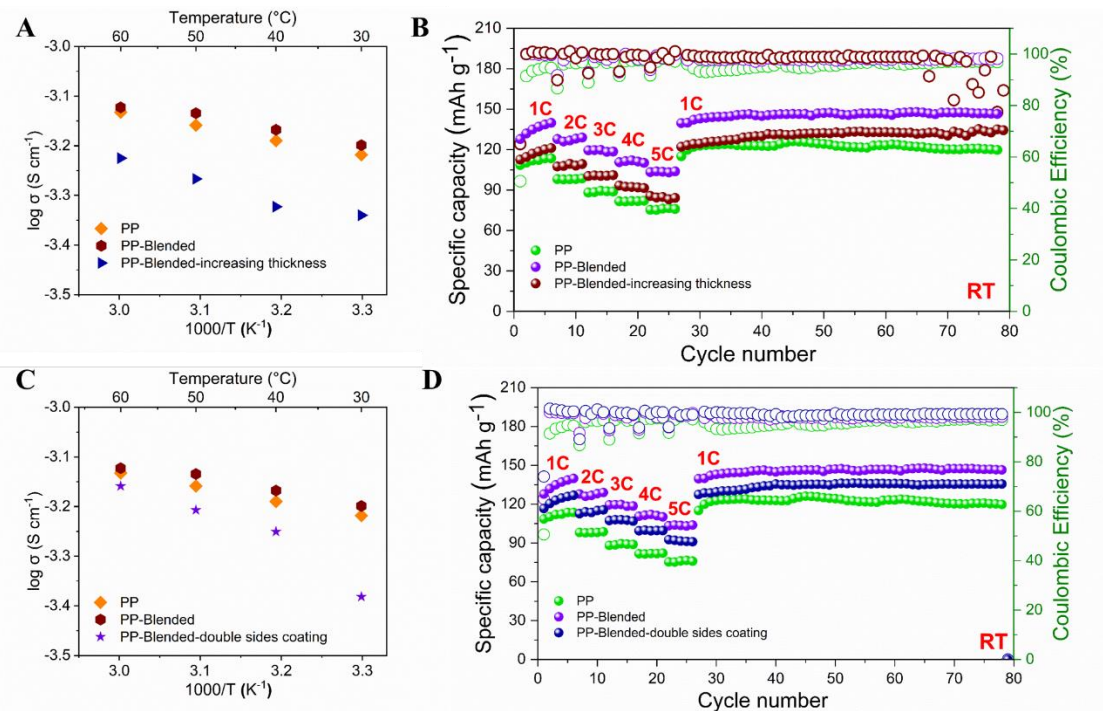 A
Temperature (°C)
60 50 40 30
-3.0
-3.1
-3.2
-3.3
-3.4
-3.5
log σ (S cm⁻¹)
PP
PP-Blended
PP-Blended-increasing thickness
3.0 3.1 3.2 3.3
1000/T (K⁻¹)
B
210
180
150
120
90
60
30
0
Specific capacity (mAh g⁻¹)
1C
2C
3C
4C
5C
1C
PP
PP-Blended
PP-Blended-increasing thickness
RT
0 10 20 30 40 50 60 70 80
Cycle number
100
80
60
40
20
0
Coulombic Efficiency (%)
C
Temperature (°C)
60 50 40 30
-3.0
-3.1
-3.2
-3.3
-3.4
-3.5
log σ (S cm⁻¹)
PP
PP-Blended
PP-Blended-double sides coating
3.0 3.1 3.2 3.3
1000/T (K⁻¹)
D
210
180
150
120
90
60
30
0
Specific capacity (mAh g⁻¹)
1C
2C
3C
4C
5C
1C
PP
PP-Blended
PP-Blended-double sides coating
RT
0 10 20 30 40 50 60 70 80
Cycle number
100
80
60
40
20
0
Coulombic Efficiency (%)